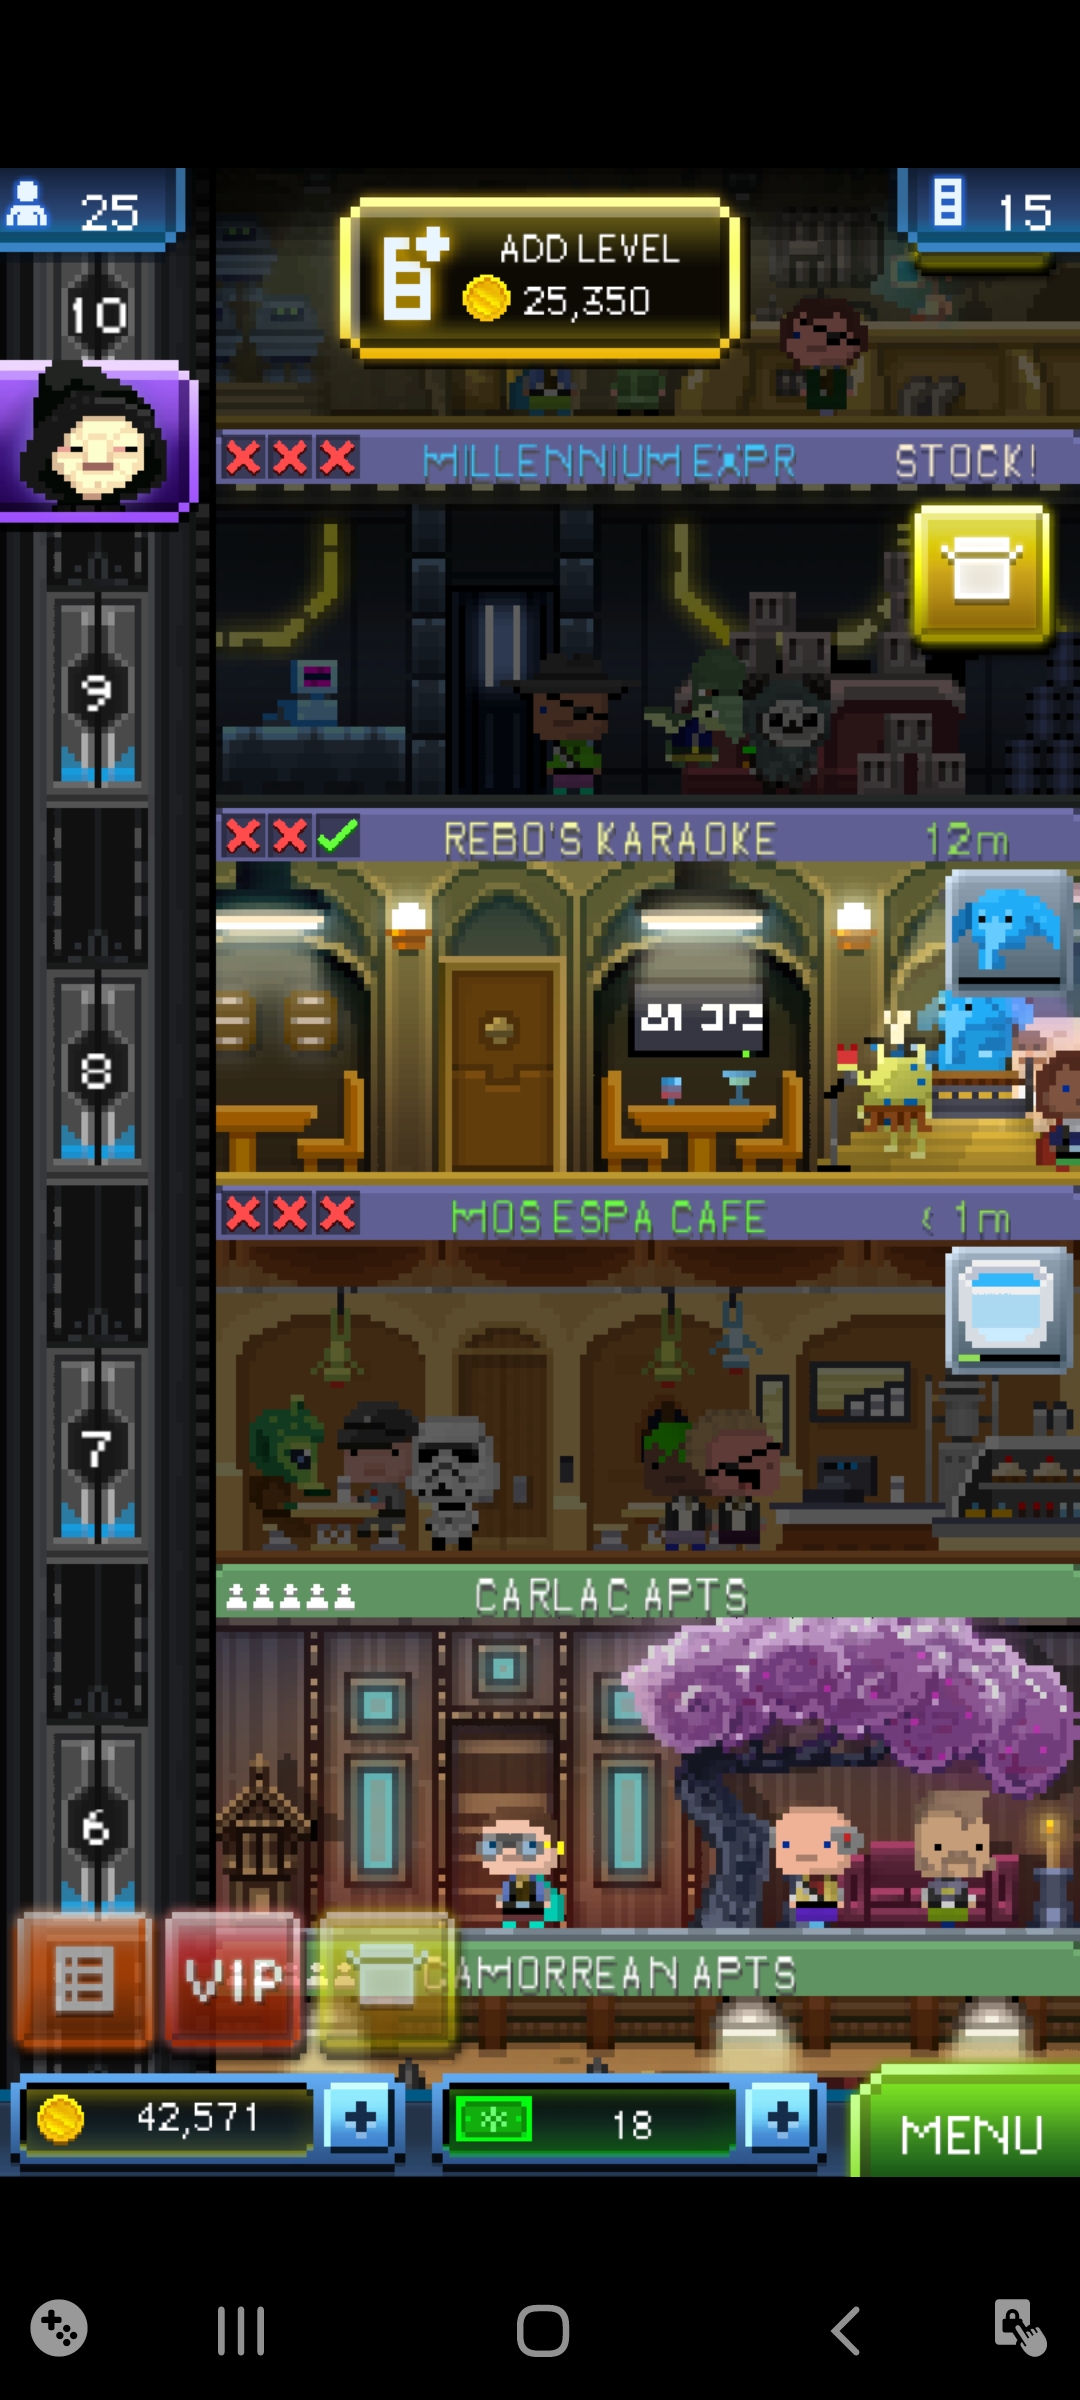 25
ADD LEVEL
25,350
15
10
MILLENNIUM EXPR
STOCK!
9
REBO'S KARAOKE
12m
8
MOS ESPA CAFE
< 1m
7
CARLAC APTS
6
VIP
GAMORREAN APTS
42,571
18
MENU